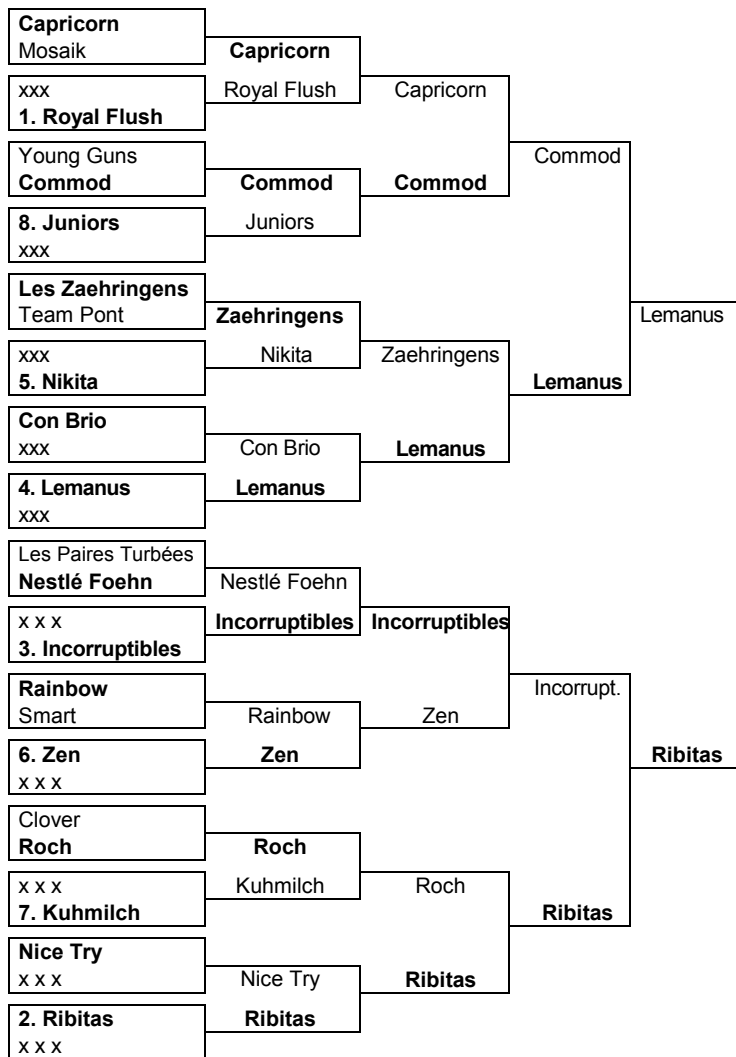 Capricorn
Mosaik
xxx
1. Royal Flush
Young Guns
Commod
8. Juniors
xxx
Les Zaehringens
Team Pont
xxx
5. Nikita
Con Brio
xxx
4. Lemanus
xxx
Les Paires Turbées
Nestlé Foehn
x x x
3. Incorruptibles
Rainbow
Smart
6. Zen
x x x
Clover
Roch
x x x
7. Kuhmilch
Nice Try
x x x
2. Ribitas
x x x
Capricorn
Royal Flush
Commod
Juniors
Zaehringens
Nikita
Con Brio
Lemanus
Nestlé Foehn
Incorruptibles
Rainbow
Zen
Roch
Kuhmilch
Nice Try
Ribitas
Capricorn
Commod
Zaehringens
Lemanus
Incorruptibles
Zen
Roch
Ribitas
Commod
Lemanus
Incorrupt.
Ribitas
Lemanus
Ribitas